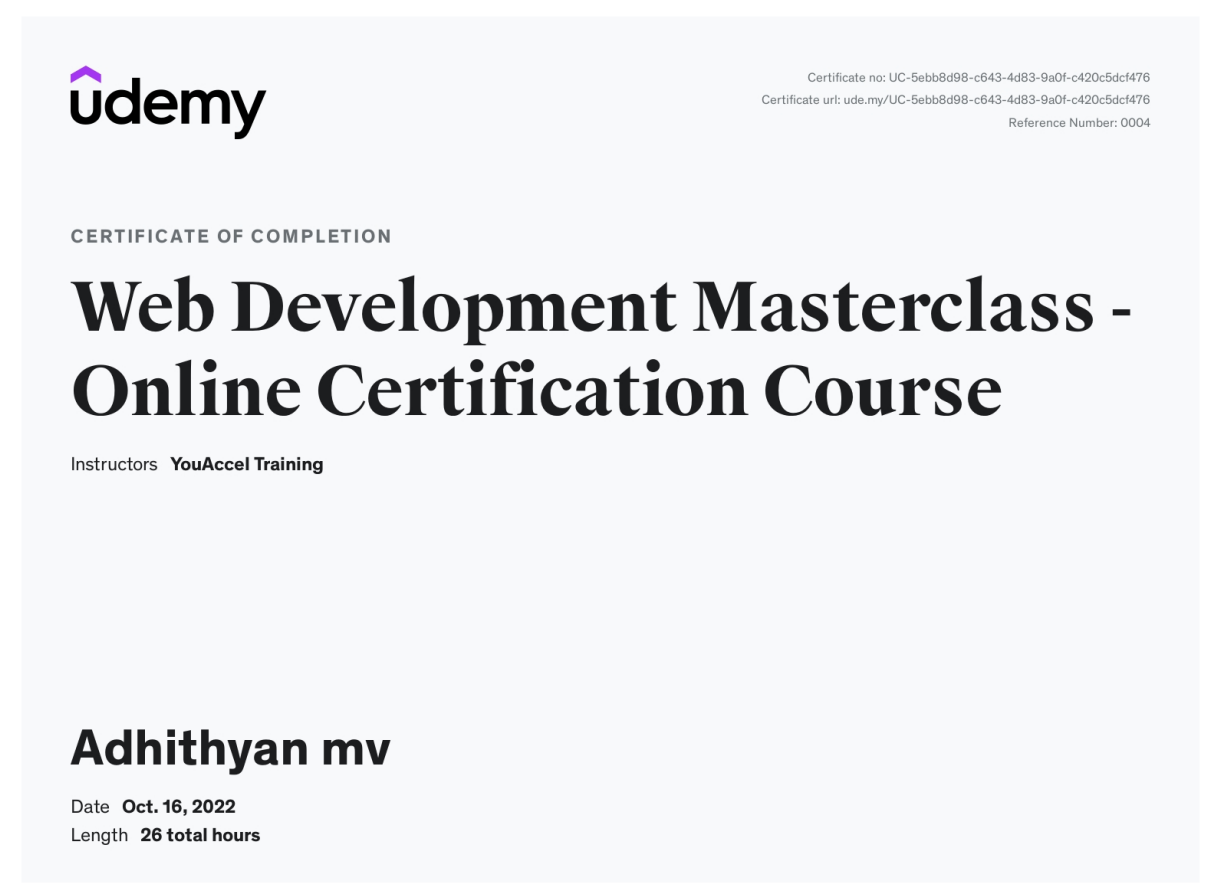 udemy
Certificate no: UC-5ebb8d98-c643-4d83-9a0f-c420c5dcf476
Certificate url: ude.my/UC-5ebb8d98-c643-4d83-9a0f-c420c5dcf476
Reference Number: 0004
CERTIFICATE OF COMPLETION
Web Development Masterclass -
Online Certification Course
Instructors YouAccel Training
Adhithyan mv
Date Oct. 16, 2022
Length 26 total hours